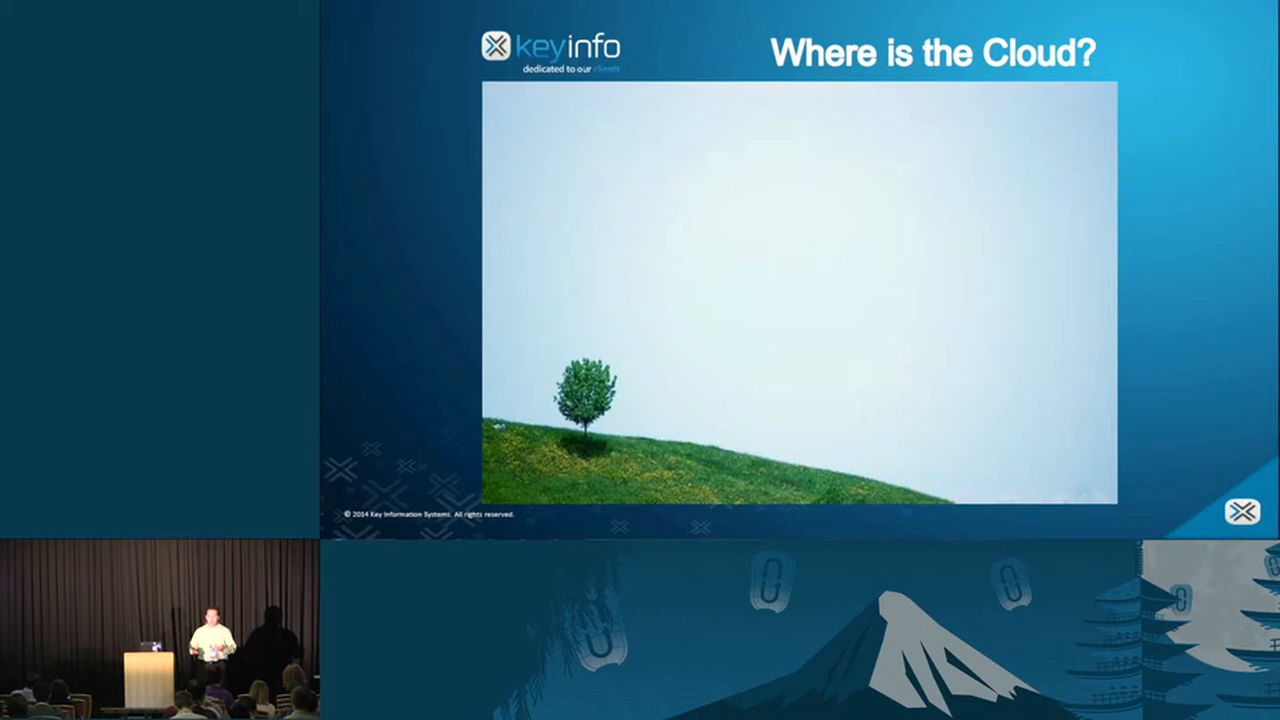 keyinfo
dedicated to our clients
Where is the Cloud?
© 2014 Key Information Systems. All rights reserved.